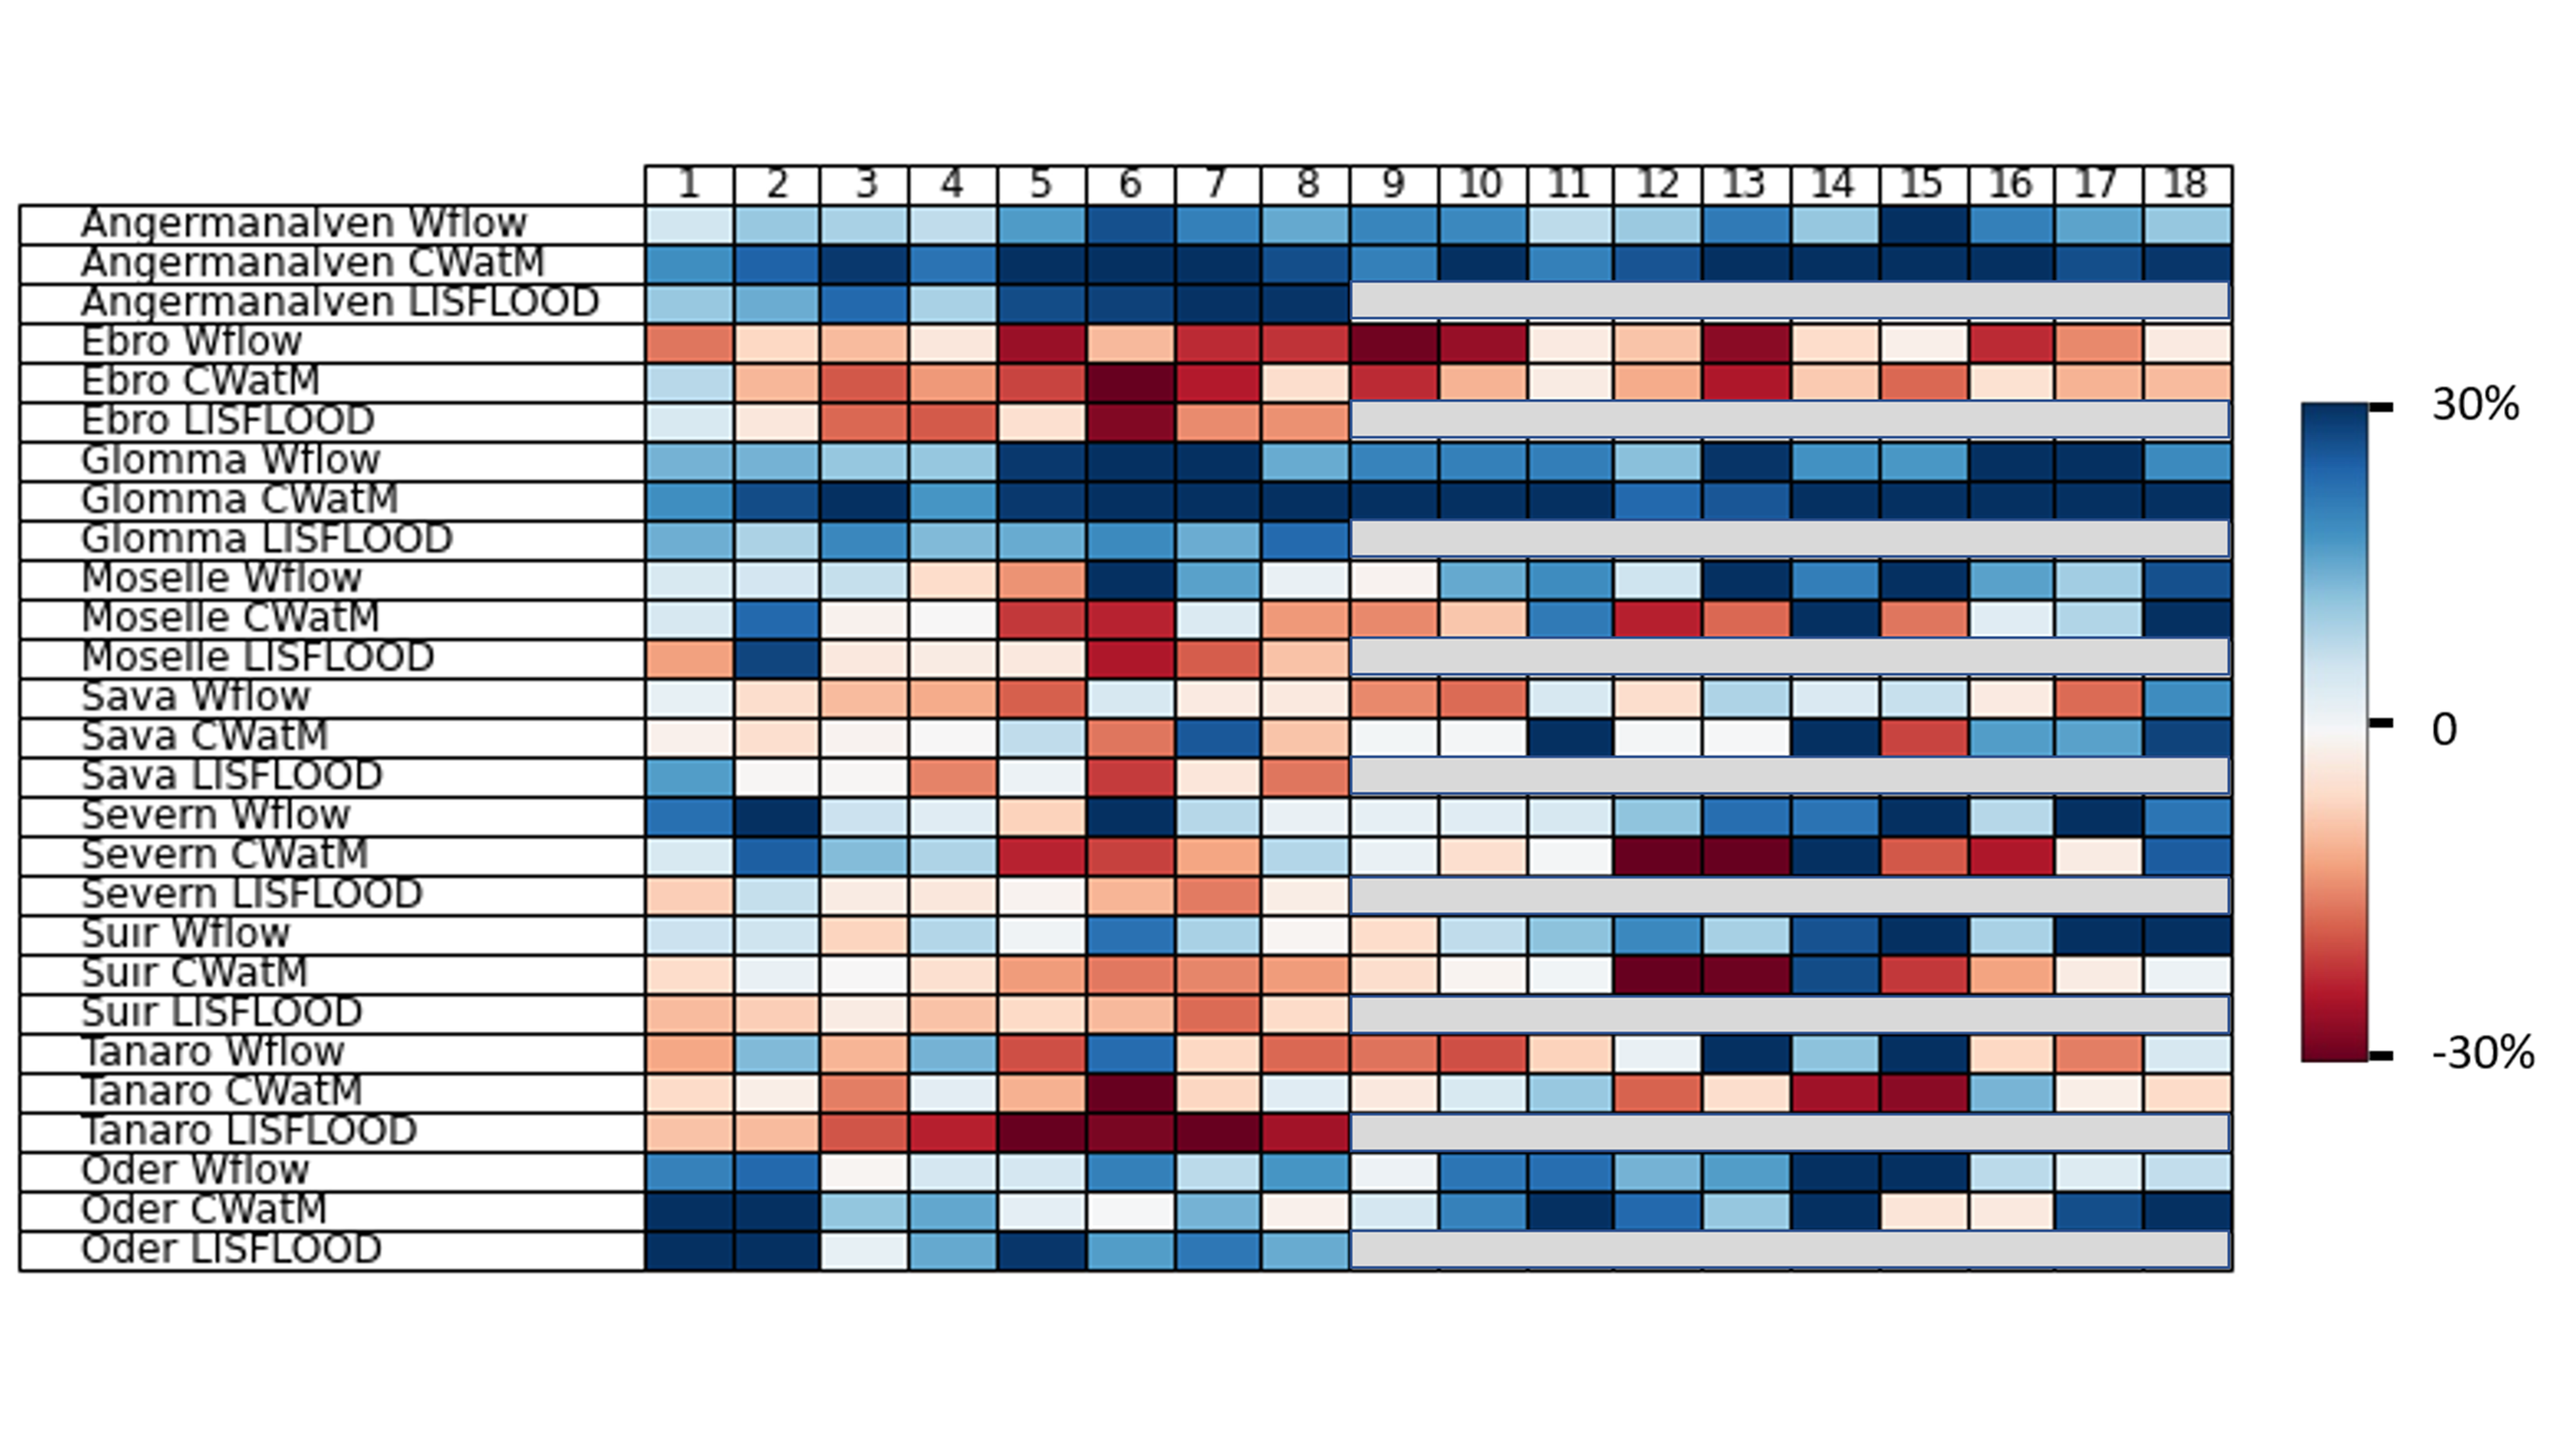 1 2 3 4 5 6 7 8 9 10 11 12 13 14 15 16 17 18
Angermanalven Wflow
Angermanalven CWatM
Angermanalven LISFLOOD
Ebro Wflow
Ebro CWatM
Ebro LISFLOOD
Glomma Wflow
Glomma CWatM
Glomma LISFLOOD
Moselle Wflow
Moselle CWatM
Moselle LISFLOOD
Sava Wflow
Sava CWatM
Sava LISFLOOD
Severn Wflow
Severn CWatM
Severn LISFLOOD
Suir Wflow
Suir CWatM
Suir LISFLOOD
Tanaro Wflow
Tanaro CWatM
Tanaro LISFLOOD
Oder Wflow
Oder CWatM
Oder LISFLOOD
30%
0
-30%